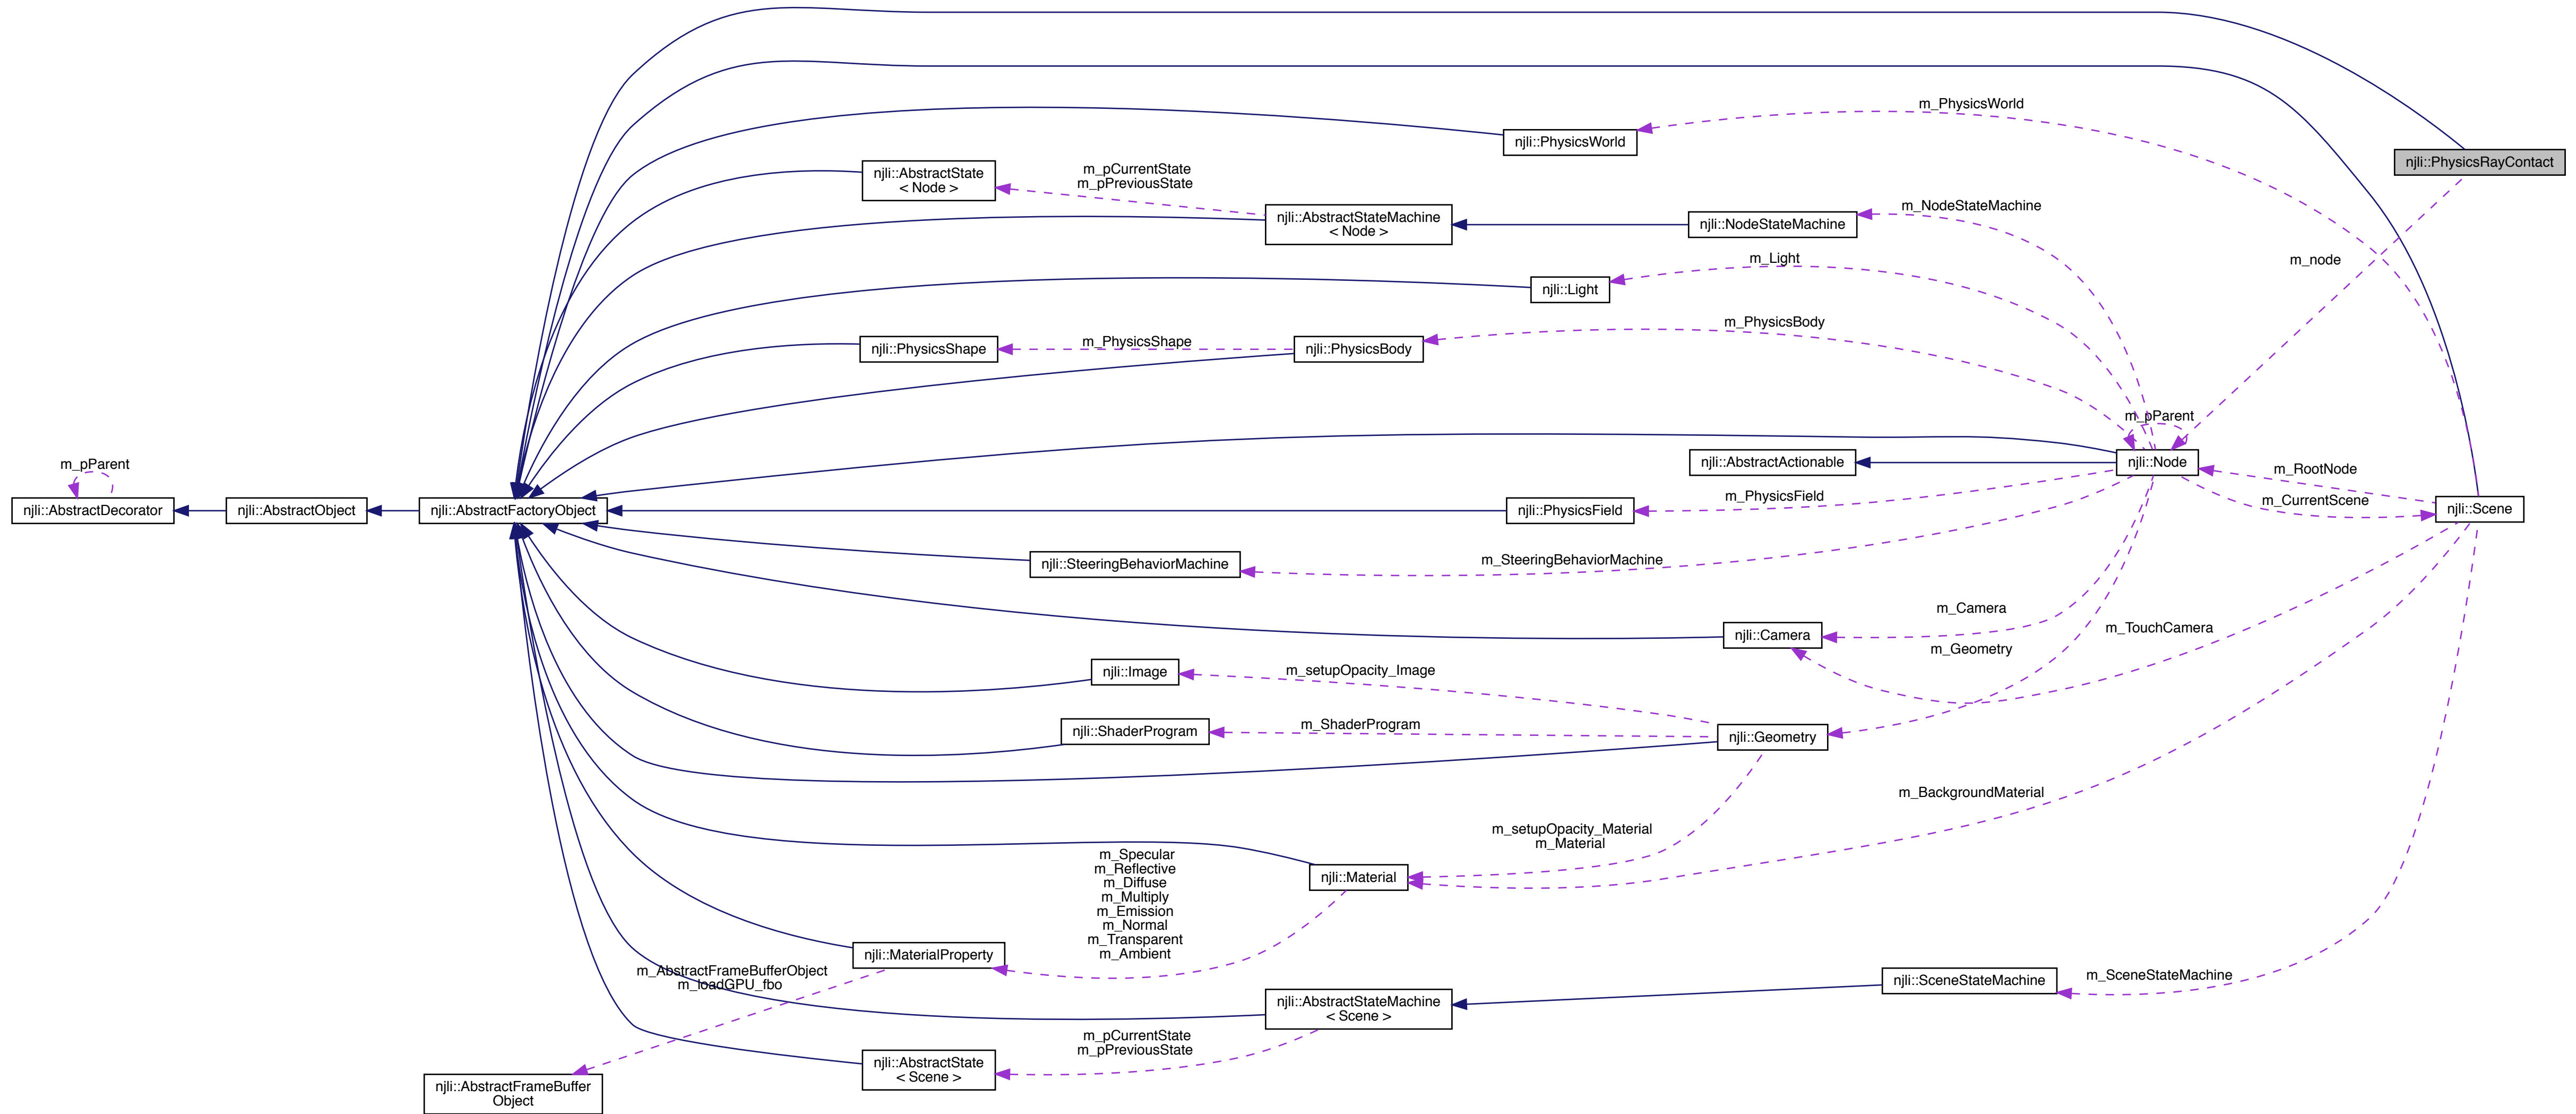 m_PhysicsWorld
njli::PhysicsWorld
njli::PhysicsRayContact
njli::AbstractState
< Node >
m_pCurrentState
m_pPreviousState
njli::AbstractStateMachine
< Node >
njli::NodeStateMachine
m_NodeStateMachine
m_node
m_Light
njli::Light
m_PhysicsBody
njli::PhysicsShape
m_PhysicsShape
njli::PhysicsBody
m_pParent
m_pParent
njli::AbstractActionable
njli::Node
m_RootNode
m_CurrentScene
njli::Scene
njli::AbstractDecorator
njli::AbstractObject
njli::AbstractFactoryObject
njli::PhysicsField
m_PhysicsField
njli::SteeringBehaviorMachine
m_SteeringBehaviorMachine
m_Camera
njli::Camera
m_TouchCamera
m_Geometry
njli::Image
m_setupOpacity_Image
njli::ShaderProgram
m_ShaderProgram
njli::Geometry
m_BackgroundMaterial
m_setupOpacity_Material
m_Material
njli::Material
m_Specular
m_Reflective
m_Diffuse
m_Multiply
m_Emission
m_Normal
m_Transparent
m_Ambient
njli::MaterialProperty
m_AbstractFrameBufferObject
m_loadGPU_fbo
njli::SceneStateMachine
m_SceneStateMachine
njli::AbstractStateMachine
< Scene >
m_pCurrentState
m_pPreviousState
njli::AbstractState
< Scene >
njli::AbstractFrameBuffer
Object